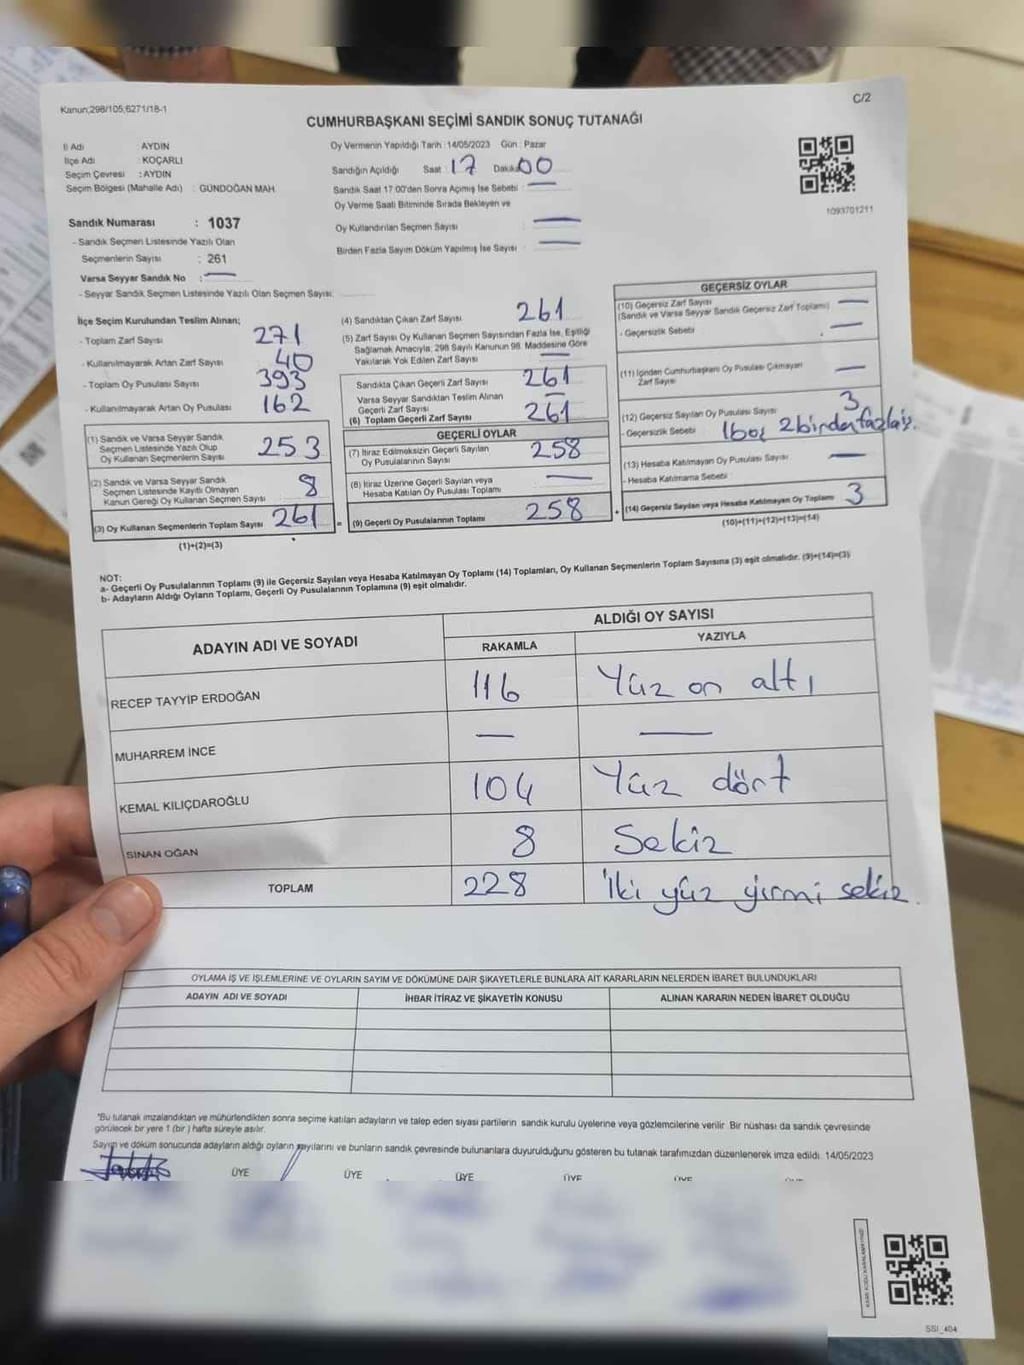 Kanun;298/105;6271/18-1
C/2
CUMHURBAŞKANI SEÇİMİ SANDIK SONUÇ TUTANAĞI
İl Adı AYDIN
İlçe Adı : KOÇARLI
Seçim Çevresi : AYDIN
Seçim Bölgesi (Mahalle Adı) : GÜNDOĞAN MAH.
Sandık Numarası : 1037
- Sandık Seçmen Listesinde Yazılı Olan
Seçmenlerin Sayısı : 261
Varsa Seyyar Sandık No : —
- Seyyar Sandık Seçmen Listesinde Yazılı Olan Seçmen Sayısı:
Oy Vermenin Yapıldığı Tarih : 14/05/2023 Gün : Pazar
Sandığın Açıldığı Saat : 17 Dakika: 00
Sandık Saat 17:00'den Sonra Açılmış İse Sebebi : —
Oy Verme Saati Bitiminde Sırada Bekleyen ve
Oy Kullandırılan Seçmen Sayısı : —
Birden Fazla Sayım Döküm Yapılmış İse Sayısı : —
1093701211
İlçe Seçim Kurulundan Teslim Alınan;
- Toplam Zarf Sayısı 271
- Kullanılmayarak Artan Zarf Sayısı 40
- Toplam Oy Pusulası Sayısı 393
- Kullanılmayarak Artan Oy Pusulası 162
(1) Sandık ve Varsa Seyyar Sandık
Seçmen Listesinde Yazılı Olup
Oy Kullanan Seçmenlerin Sayısı 253
(2) Sandık ve Varsa Seyyar Sandık
Seçmen Listesinde Kayıtlı Olmayan
Kanun Gereği Oy Kullanan Seçmen Sayısı 8
(3) Oy Kullanan Seçmenlerin Toplam Sayısı 261 =
(1)+(2)=(3)
(4) Sandıktan Çıkan Zarf Sayısı 261
(5) Zarf Sayısı Oy Kullanan Seçmen Sayısından Fazla İse, Eşitliği
Sağlamak Amacıyla; 298 Sayılı Kanunun 98. Maddesine Göre
Yakılarak Yok Edilen Zarf Sayısı —
Sandıkta Çıkan Geçerli Zarf Sayısı 261
Varsa Seyyar Sandıktan Teslim Alınan
Geçerli Zarf Sayısı —
(6) Toplam Geçerli Zarf Sayısı 261
GEÇERLİ OYLAR
(7) İtiraz Edilmeksizin Geçerli Sayılan
Oy Pusulalarının Sayısı 258
(8) İtiraz Üzerine Geçerli Sayılan veya
Hesaba Katılan Oy Pusulası Toplamı —
(9) Geçerli Oy Pusulalarının Toplamı 258 +
GEÇERSİZ OYLAR
(10) Geçersiz Zarf Sayısı
(Sandık ve Varsa Seyyar Sandık Geçersiz Zarf Toplamı) —
- Geçersizlik Sebebi —
(11) İçinden Cumhurbaşkanı Oy Pusulası Çıkmayan
Zarf Sayısı —
(12) Geçersiz Sayılan Oy Pusulası Sayısı 3
- Geçersizlik Sebebi 1 boş 2 birden fazla
(13) Hesaba Katılmayan Oy Pusulası Sayısı —
- Hesaba Katılmama Sebebi
(14) Geçersiz Sayılan veya Hesaba Katılmayan Oy Toplamı 3
(10)+(11)+(12)+(13)=(14)
NOT:
a- Geçerli Oy Pusulalarının Toplamı (9) ile Geçersiz Sayılan veya Hesaba Katılmayan Oy Toplamı (14) Toplamları, Oy Kullanan Seçmenlerin Toplam Sayısına (3) eşit olmalıdır. (9)+(14)=(3)
b- Adayların Aldığı Oyların Toplamı, Geçerli Oy Pusulalarının Toplamına (9) eşit olmalıdır.
ADAYIN ADI VE SOYADI
ALDIĞI OY SAYISI
RAKAMLA YAZIYLA
RECEP TAYYİP ERDOĞAN 116 Yüz on altı
MUHARREM İNCE — —
KEMAL KILIÇDAROĞLU 104 Yüz dört
SİNAN OĞAN 8 Sekiz
TOPLAM 228 İki yüz yirmi sekiz
OYLAMA İŞ VE İŞLEMLERİNE VE OYLARIN SAYIM VE DÖKÜMÜNE DAİR ŞİKAYETLERLE BUNLARA AİT KARARLARIN NELERDEN İBARET BULUNDUKLARI
ADAYIN ADI VE SOYADI İHBAR İTİRAZ VE ŞİKAYETİN KONUSU ALINAN KARARIN NEDEN İBARET OLDUĞU
"Bu tutanak imzalandıktan ve mühürlendikten sonra seçime katılan adayların ve talep eden siyasi partilerin sandık kurulu üyelerine veya gözlemcilerine verilir. Bir nüshası da sandık çevresinde
görülecek bir yere 1 (bir) hafta süreyle asılır.
Sayım ve döküm sonucunda adayların aldığı oyların sayılarını ve bunların sandık çevresinde bulunanlara duyurulduğunu gösteren bu tutanak tarafımızdan düzenlenerek imza edildi. 14/05/2023
ÜYE ÜYE ÜYE ÜYE ÜYE
SSI_404